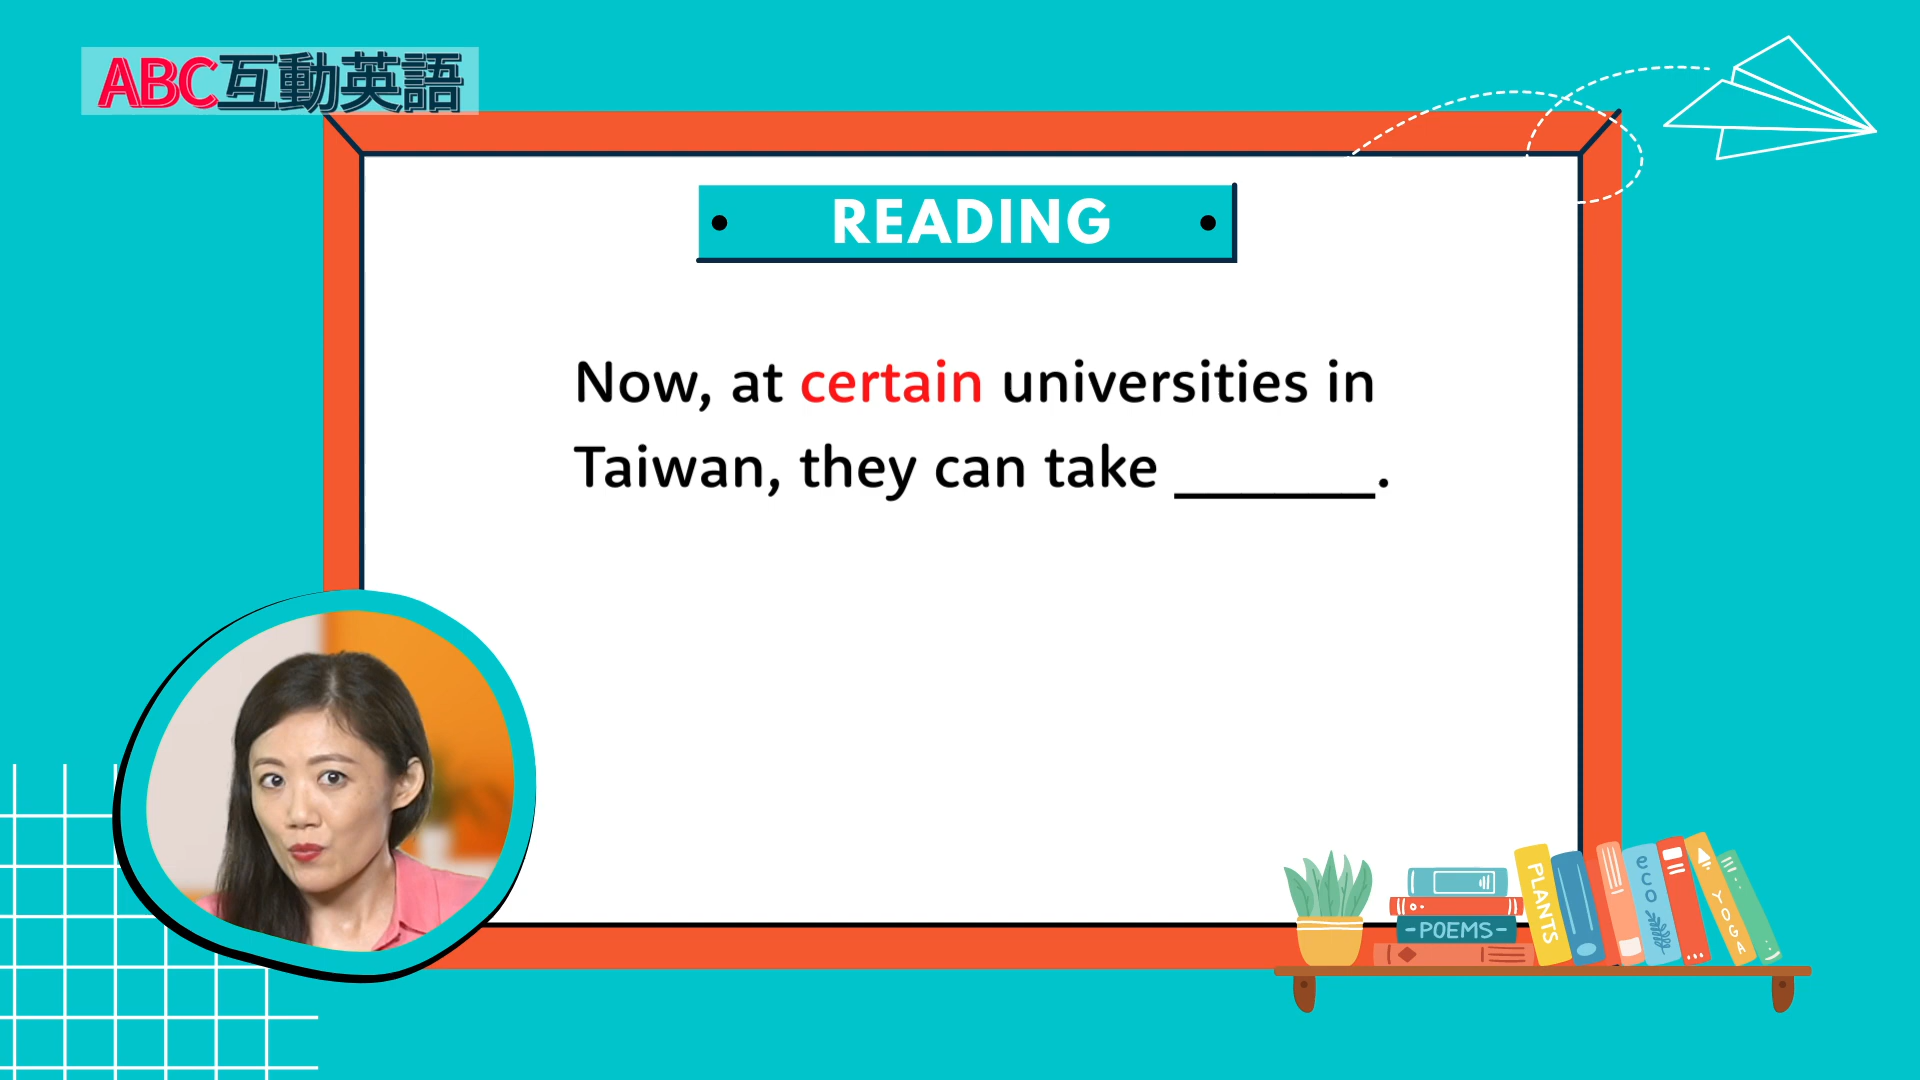 ABC互動英語
READING
Now, at certain universities in
Taiwan, they can take ______.
POEMS
PLANTS
eco
YOGA